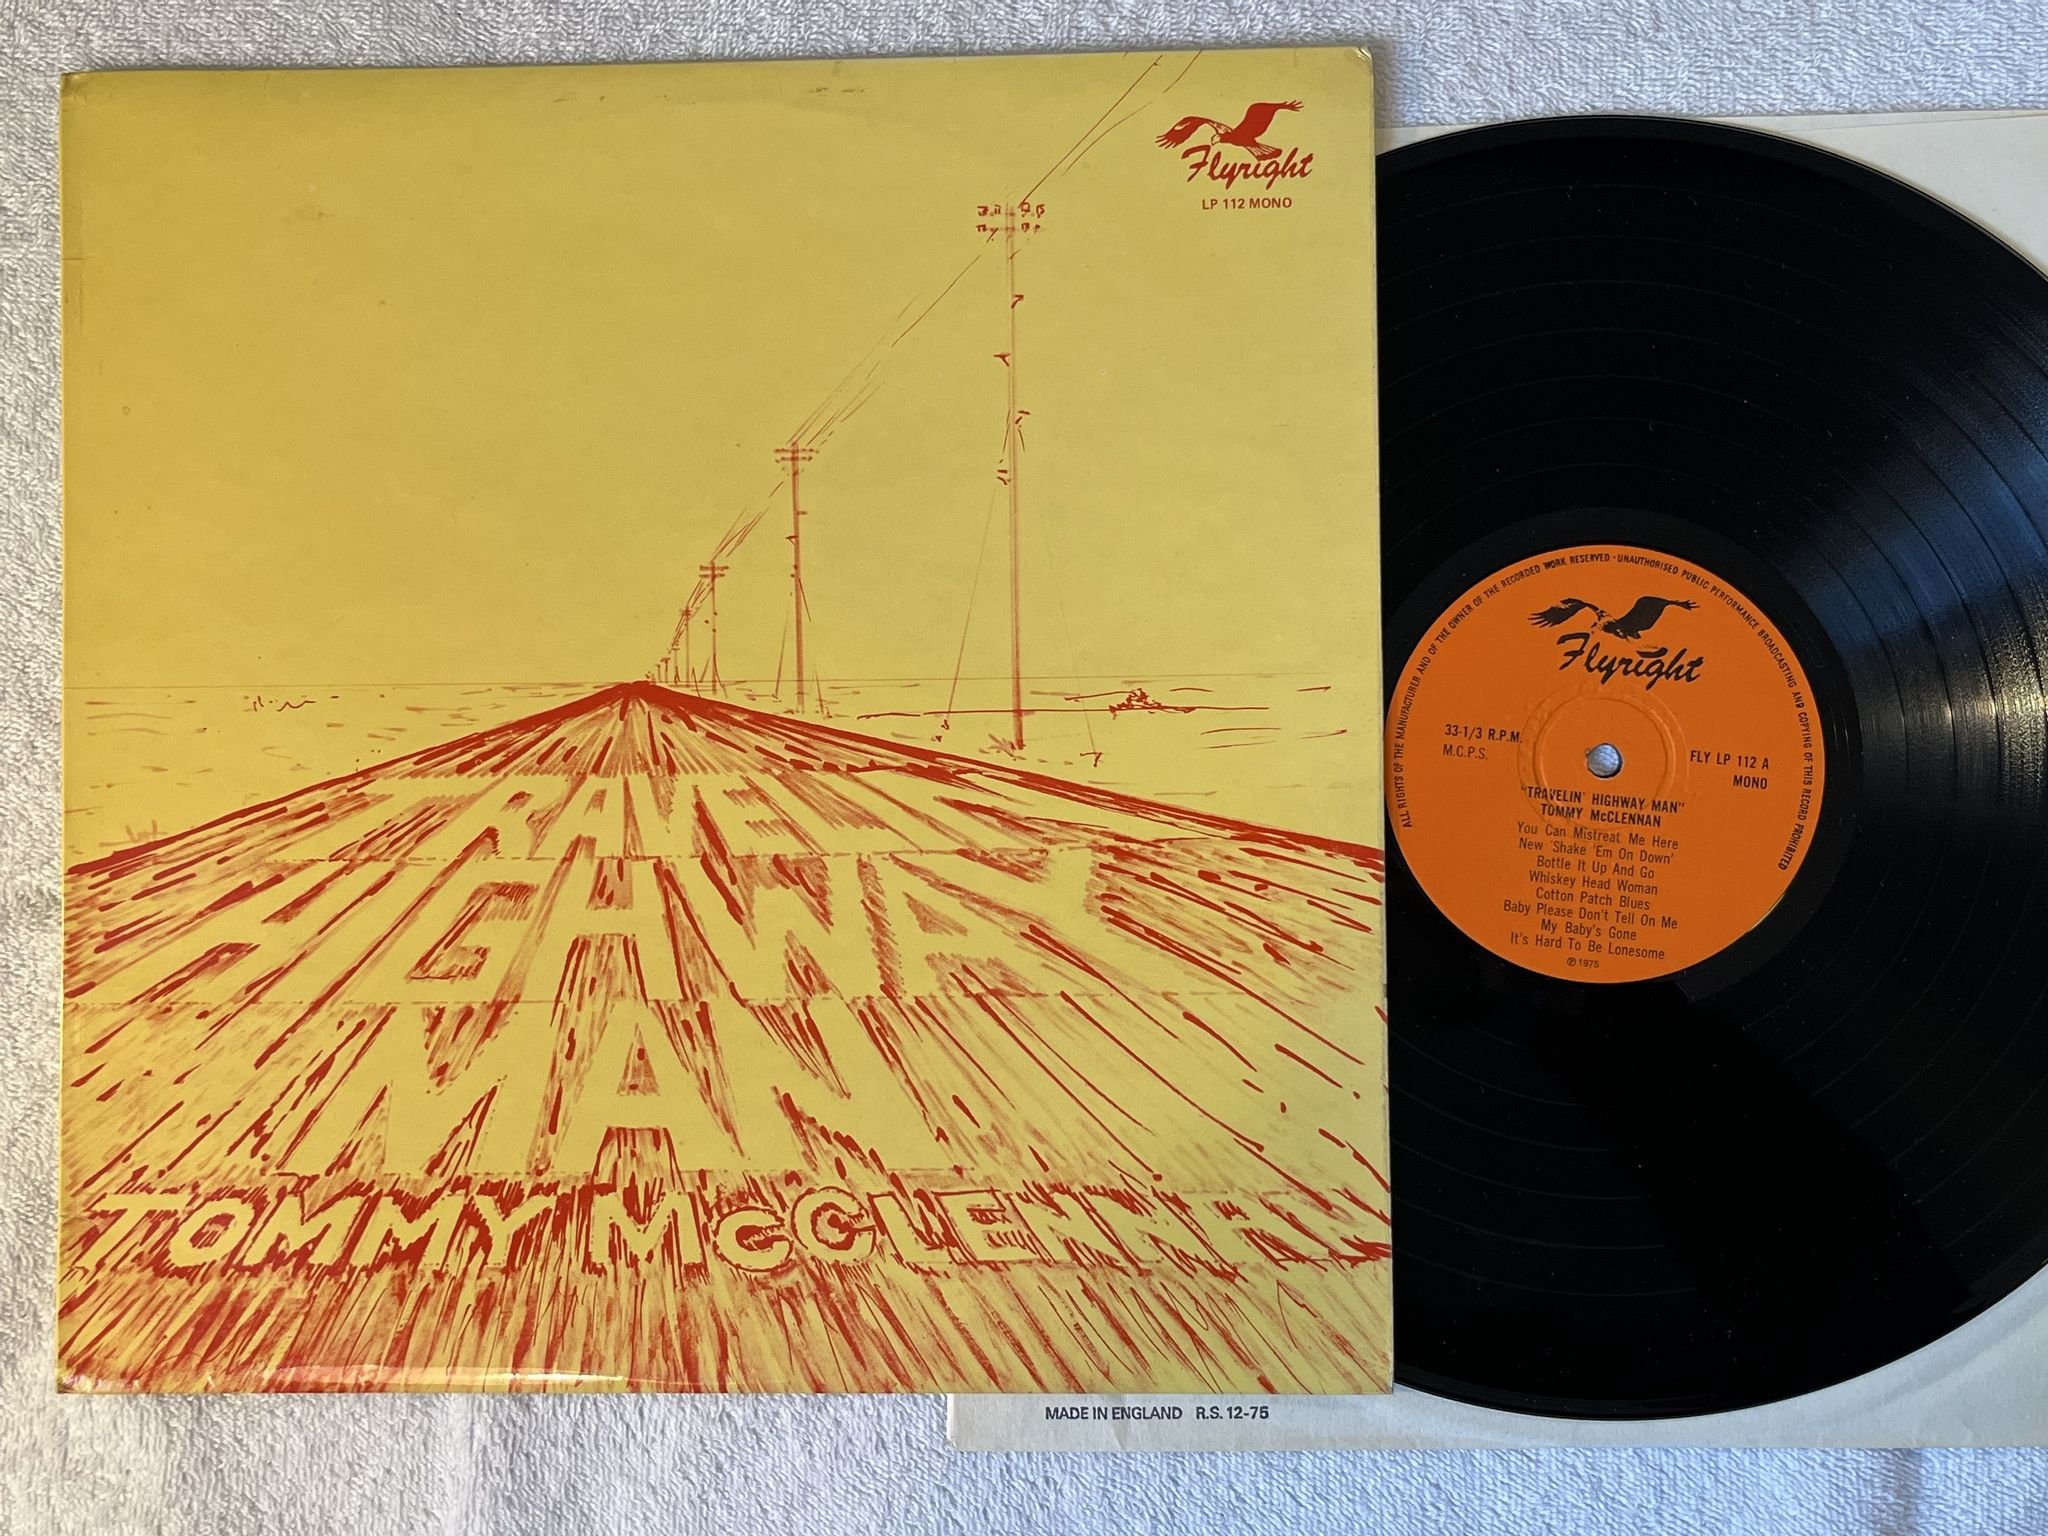 Flyright
LP 112 MONO
TRAVELIN'
HIGHWAY
MAN
TOMMY McCLENNAN
ALL RIGHTS OF THE MANUFACTURER AND OF THE OWNER OF THE RECORDED WORK RESERVED · UNAUTHORISED PUBLIC PERFORMANCE BROADCASTING AND COPYING OF THIS RECORD PROHIBITED
Flyright
33-1/3 R.P.M.
M.C.P.S.
FLY LP 112 A
MONO
"TRAVELIN' HIGHWAY MAN"
TOMMY McCLENNAN
You Can Mistreat Me Here
New 'Shake 'Em On Down'
Bottle It Up And Go
Whiskey Head Woman
Cotton Patch Blues
Baby Please Don't Tell On Me
My Baby's Gone
It's Hard To Be Lonesome
℗ 1975
MADE IN ENGLAND R.S. 12-75